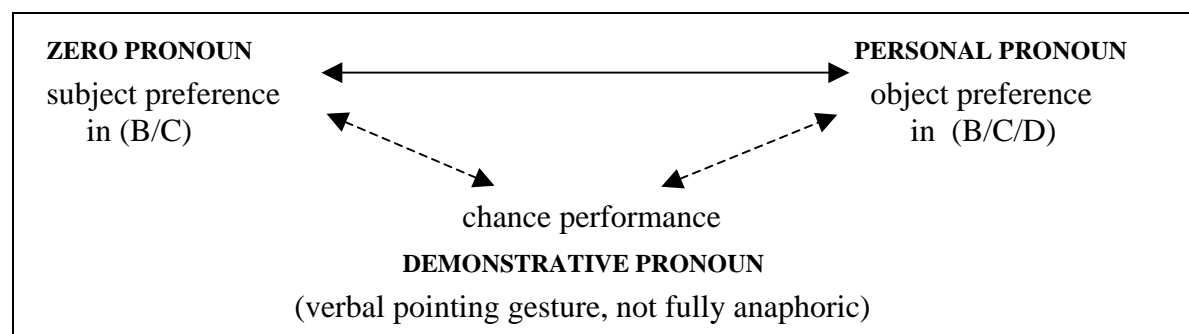 ZERO PRONOUN
PERSONAL PRONOUN
subject preference
object preference
in (B/C)
in (B/C/D)
chance performance
DEMONSTRATIVE PRONOUN
(verbal pointing gesture, not fully anaphoric)